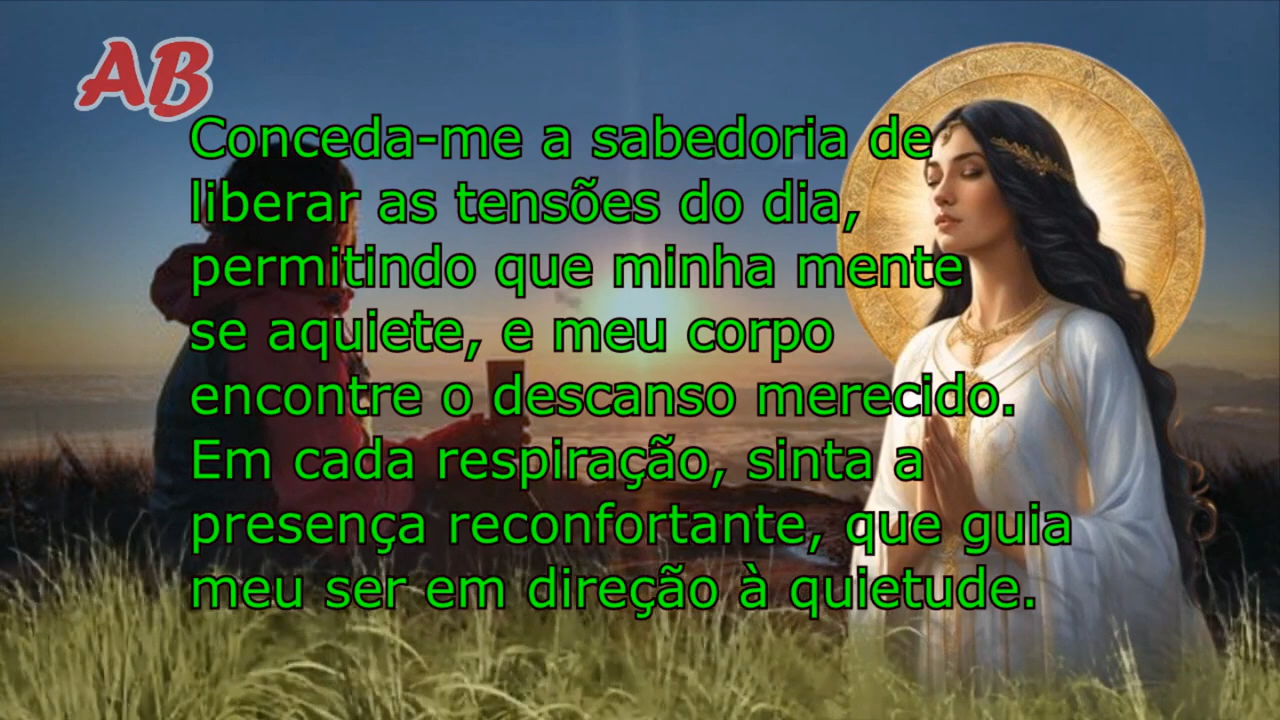 AB
Conceda-me a sabedoria de
liberar as tensões do dia,
permitindo que minha mente
se aquiete, e meu corpo
encontre o descanso merecido.
Em cada respiração, sinta a
presença reconfortante, que guia
meu ser em direção à quietude.